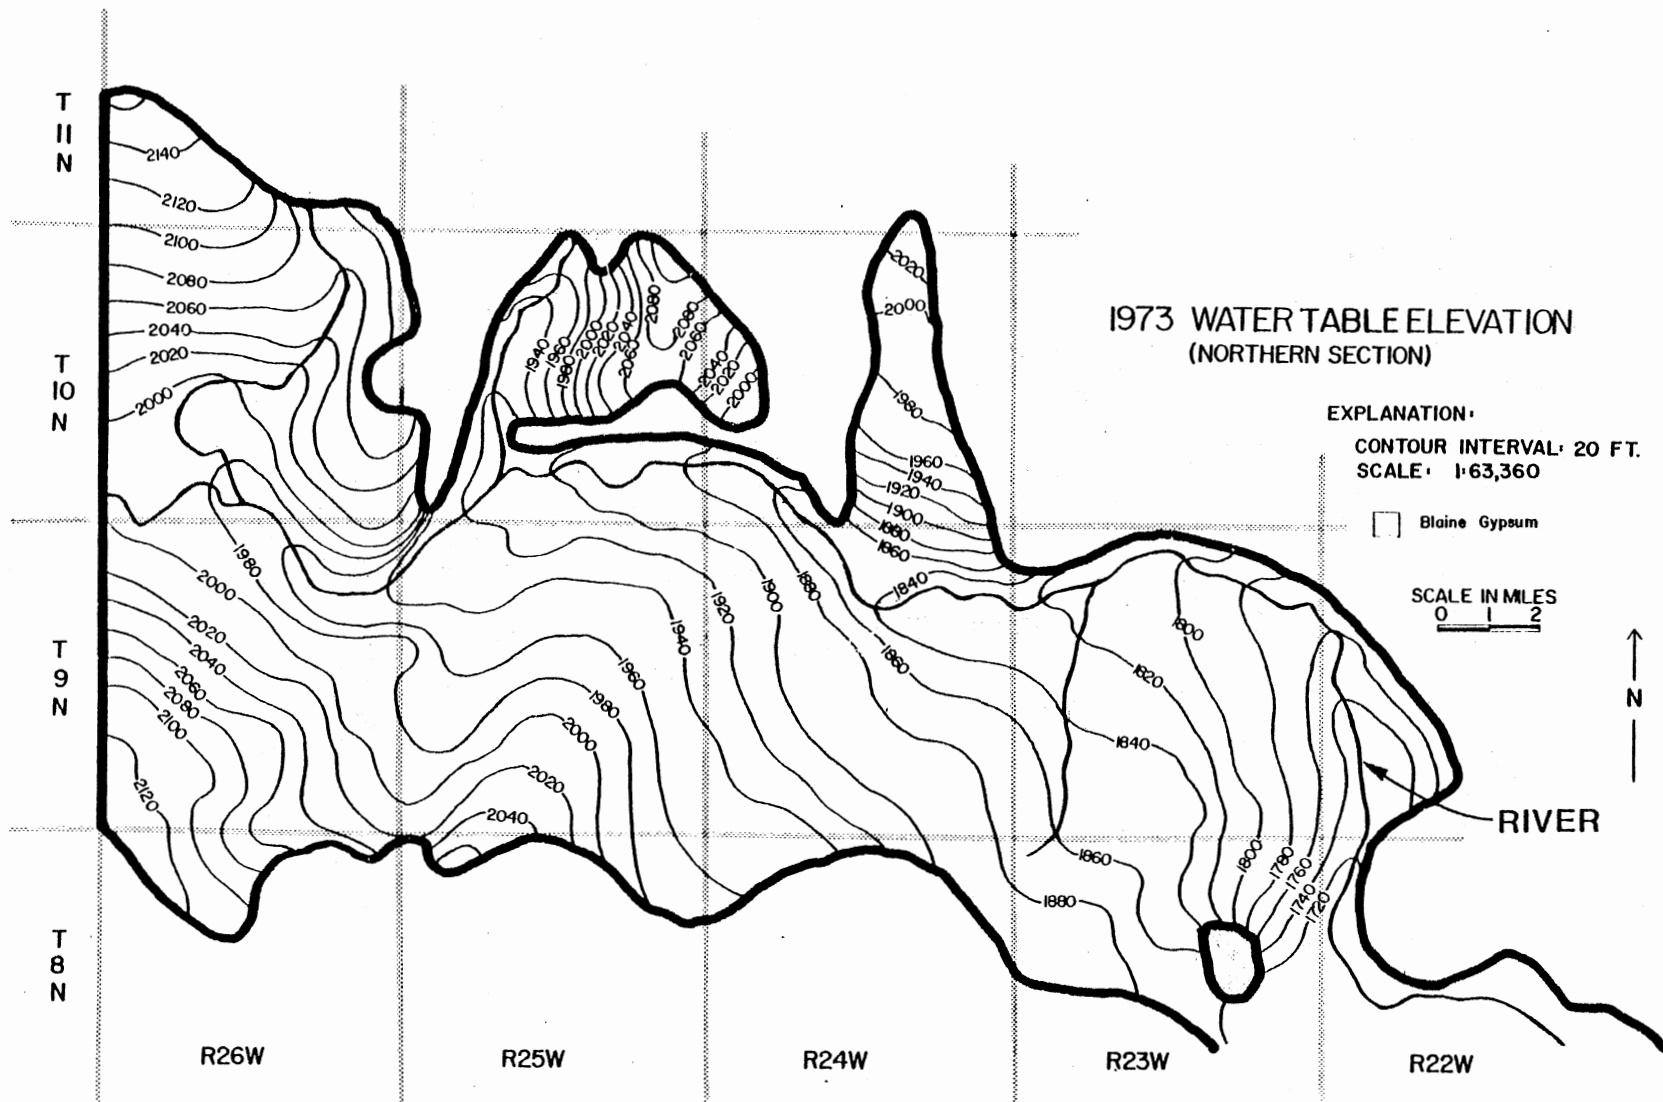 T
11
N
T
10
N
T
9
N
T
8
N
1973 WATER TABLE ELEVATION
(NORTHERN SECTION)
EXPLANATION:
CONTOUR INTERVAL: 20 FT.
SCALE: 1:63,360
Blaine Gypsum
SCALE IN MILES
0 1 2
N
RIVER
2140
2120
2100
2080
2060
2040
2020
2000
1980
2000
2020
2040
2060
2080
2100
2120
1940
1960
1980
2000
2020
2040
2060
2080
2080
2060
2040
2020
2000
2020
2000
1980
1960
1940
1920
1900
1880
1860
1840
1880
1900
1920
1940
1960
1980
2000
2020
2040
1860
1800
1820
1840
1860
1880
1800
1780
1760
1740
1720
R26W
R25W
R24W
R23W
R22W